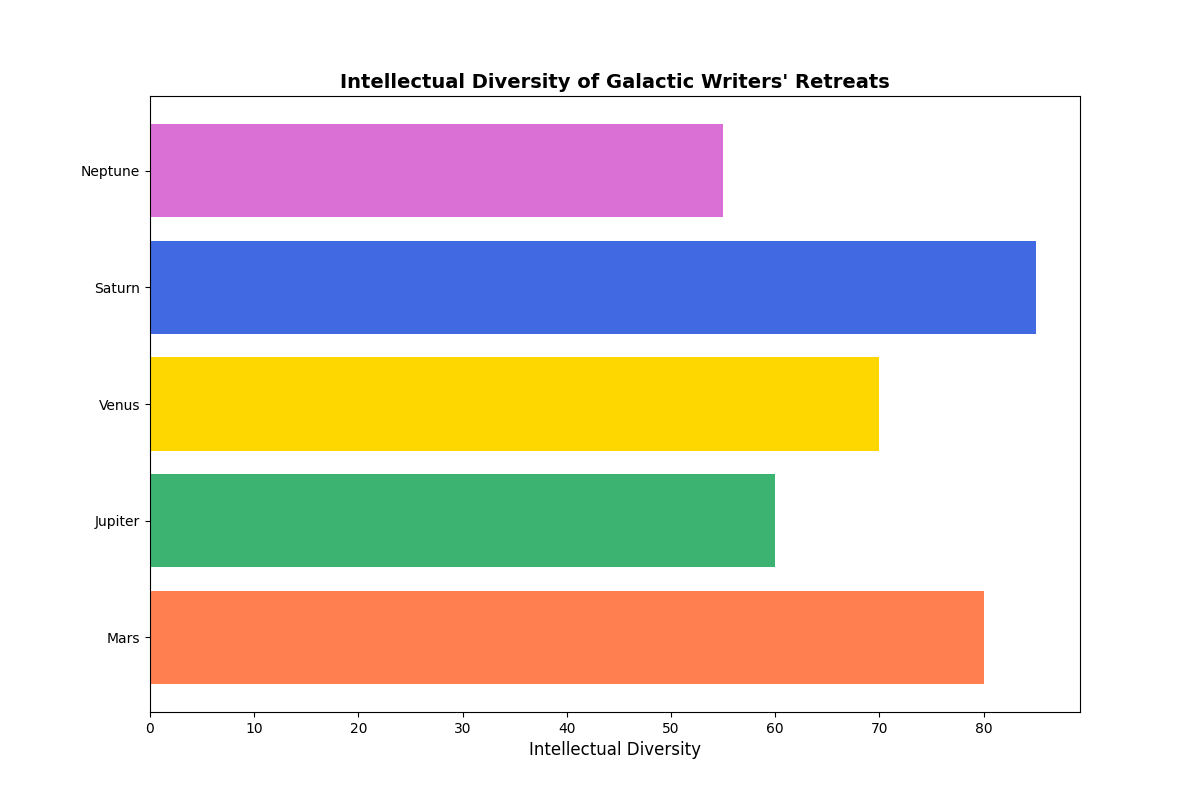 Intellectual Diversity of Galactic Writers' Retreats
Neptune
Saturn
Venus
Jupiter
Mars
0 10 20 30 40 50 60 70 80
Intellectual Diversity